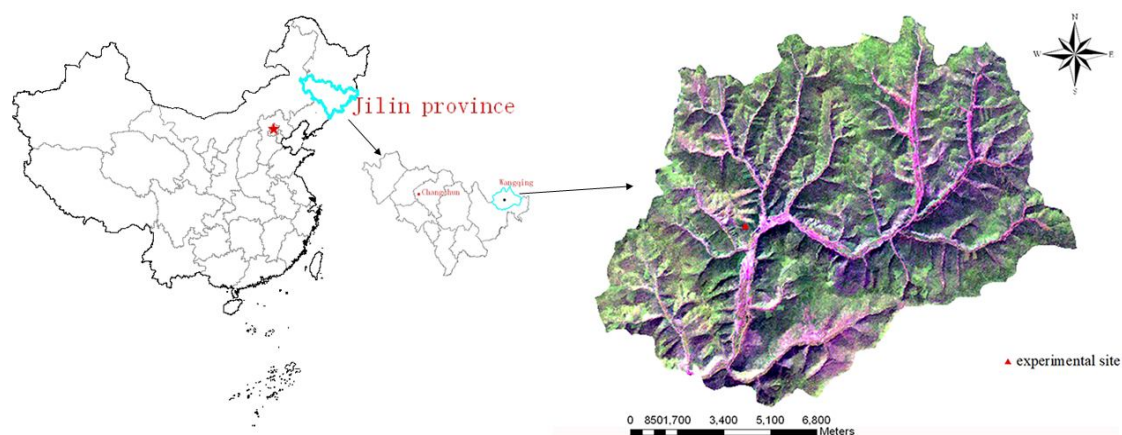 Jilin province
Changchun
Wangqing
N
W
E
S
experimental site
0 8501,700 3,400 5,100 6,800
Meters